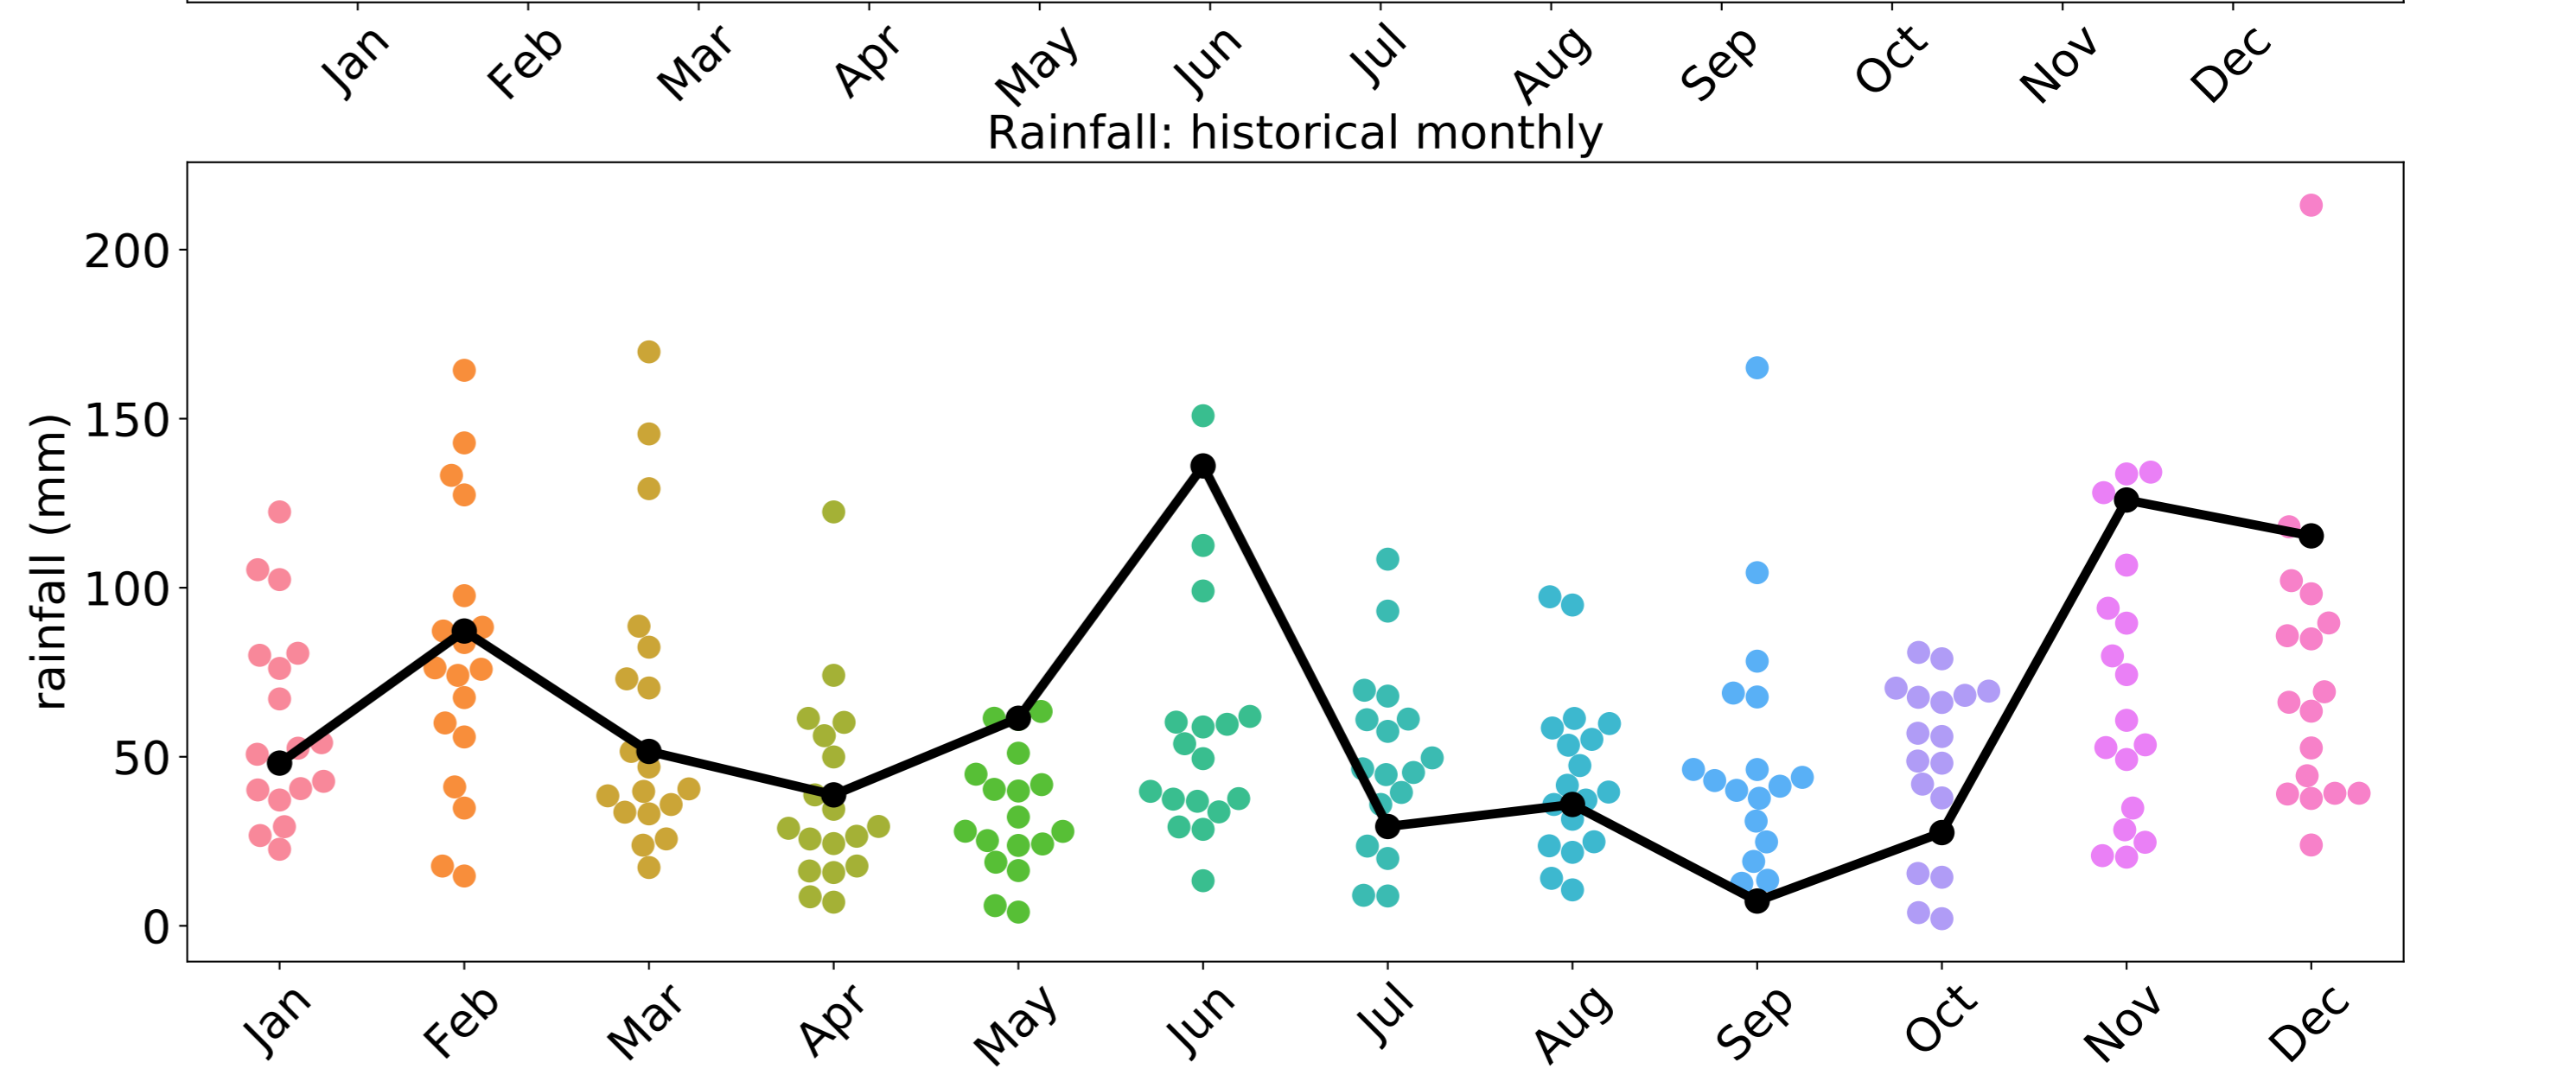 Jan Feb Mar Apr May Jun Jul Aug Sep Oct Nov Dec
Rainfall: historical monthly
rainfall (mm)
200
150
100
50
0
Jan Feb Mar Apr May Jun Jul Aug Sep Oct Nov Dec